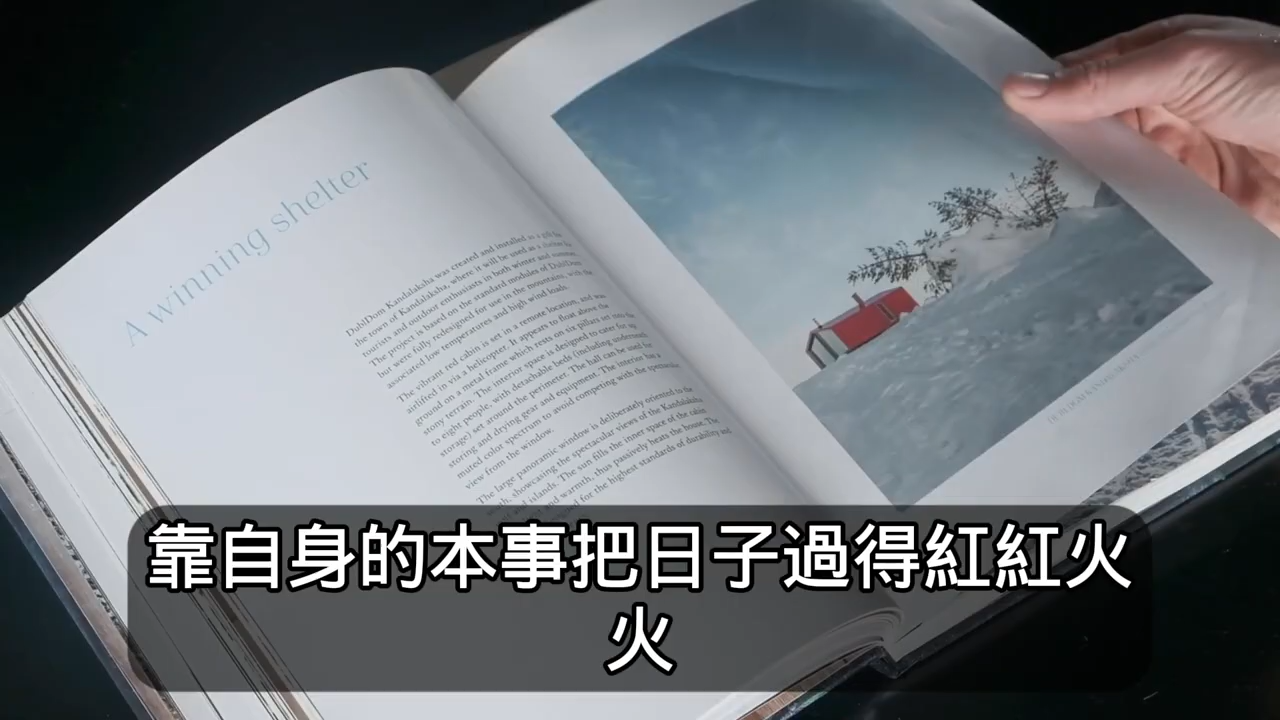 A winning shelter
DublDom Kandalaksha was created and installed as a gift for
the town of Kandalaksha, where it will be used as a shelter for
tourists and outdoor enthusiasts in both winter and summer.
The project is based on the standard modules of DublDom
but were fully redesigned for use in the mountains, with the
associated low temperatures and high wind loads.
The vibrant red cabin is set in a remote location, and was
airlifted in via a helicopter. It appears to float above the
ground on a metal frame which rests on six pillars set into the
stony terrain. The interior space is designed to cater for up
to eight people, with detachable beds (including underneath
storage) set around the perimeter. The hall can be used for
storing and drying gear and equipment. The interior has a
muted color spectrum to avoid competing with the spectacular
view from the window.
The large panoramic window is deliberately oriented to the
north, showcasing the spectacular views of the Kandalaksha
and islands. The sun fills the inner space of the cabin
and warmth, thus passively heats the house. The
for the highest standards of durability and
DUBLDOM KANDALAKSHA
靠自身的本事把日子過得紅紅火
火